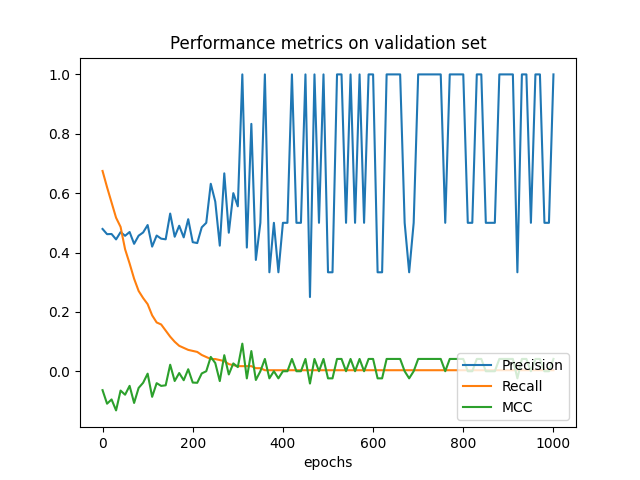 Performance metrics on validation set
1.0
0.8
0.6
0.4
0.2
0.0
0 200 400 600 800 1000
epochs
Precision
Recall
MCC